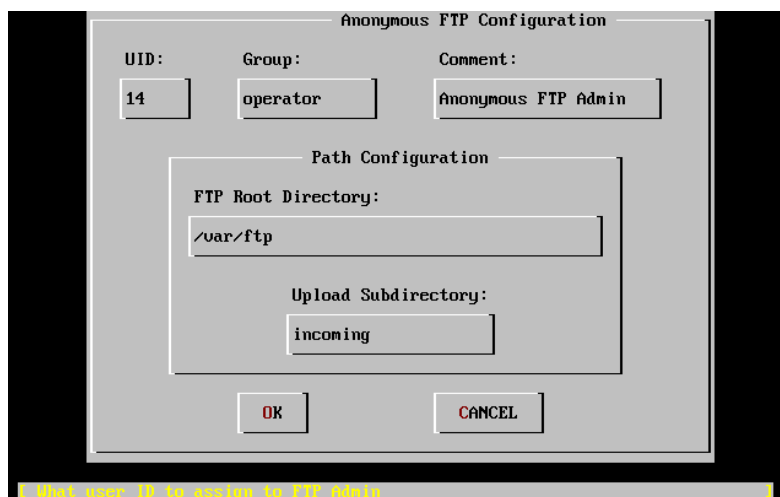 Anonymous FTP Configuration
UID: Group: Comment:
14 operator Anonymous FTP Admin
Path Configuration
FTP Root Directory:
/var/ftp
Upload Subdirectory:
incoming
OK CANCEL
[ What user ID to assign to FTP Admin ]